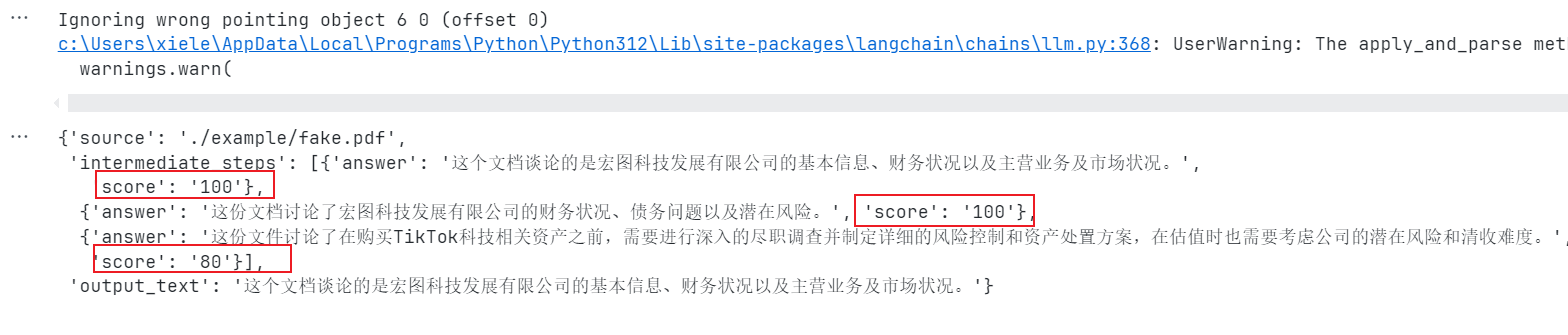 ... Ignoring wrong pointing object 6 0 (offset 0)
c:\Users\xiele\AppData\Local\Programs\Python\Python312\Lib\site-packages\langchain\chains\llm.py:368: UserWarning: The apply_and_parse met
warnings.warn(
... {'source': './example/fake.pdf',
'intermediate_steps': [{'answer': '这个文档谈论的是宏图科技发展有限公司的基本信息、财务状况以及主营业务及市场状况。',
score': '100'},
{'answer': '这份文档讨论了宏图科技发展有限公司的财务状况、债务问题以及潜在风险。', 'score': '100'},
{'answer': '这份文件讨论了在购买TikTok科技相关资产之前，需要进行深入的尽职调查并制定详细的风险控制和资产处置方案，在估值时也需要考虑公司的潜在风险和清收难度。',
'score': '80'}],
'output_text': '这个文档谈论的是宏图科技发展有限公司的基本信息、财务状况以及主营业务及市场状况。'}